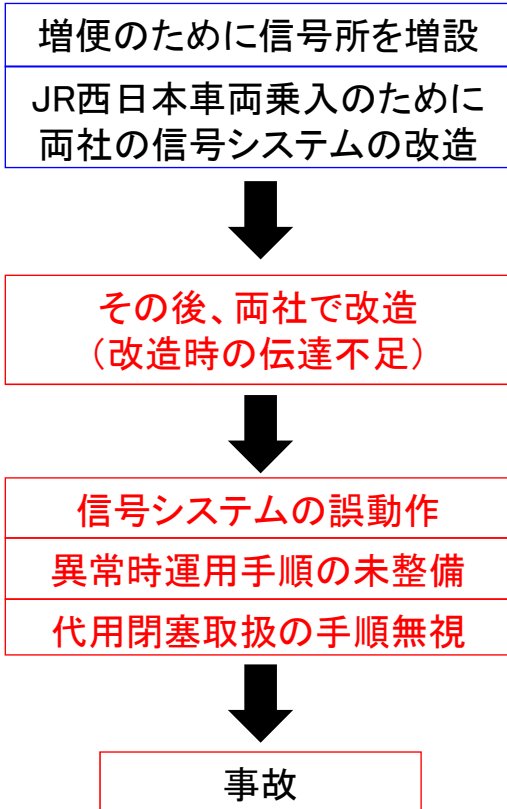 増便のために信号所を増設
JR西日本車両乗入のために
両社の信号システムの改造
その後、両社で改造
（改造時の伝達不足）
信号システムの誤動作
異常時運用手順の未整備
代用閉塞取扱の手順無視
事故